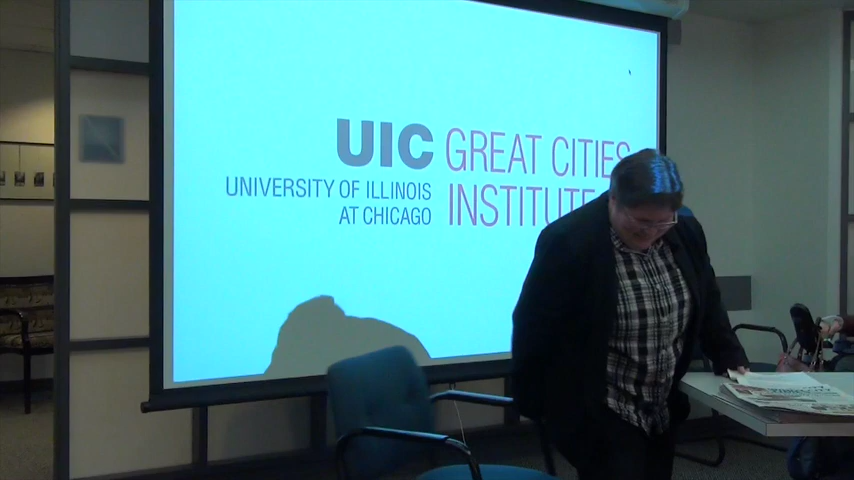 UIC
UNIVERSITY OF ILLINOIS
AT CHICAGO
GREAT CITIES
INSTITUTE